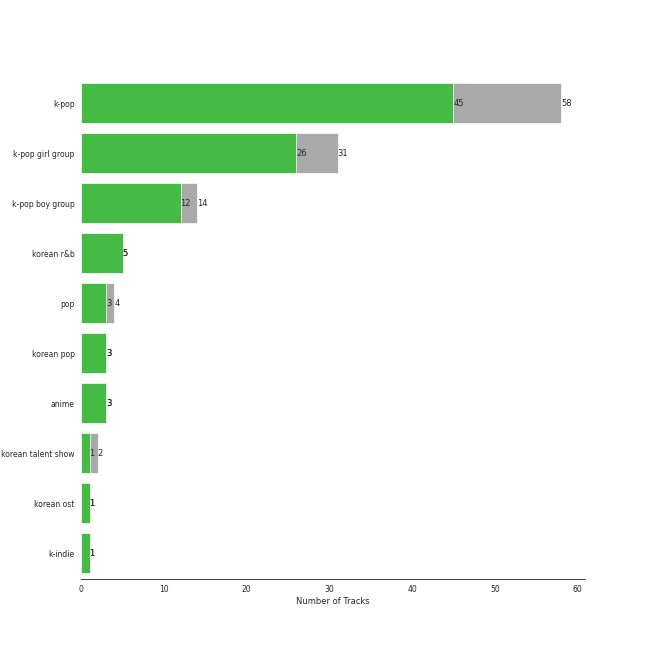 k-pop 45 58
k-pop girl group 26 31
k-pop boy group 12 14
korean r&b 5
pop 3 4
korean pop 3
anime 3
korean talent show 1 2
korean ost 1
k-indie 1
0 10 20 30 40 50 60
Number of Tracks